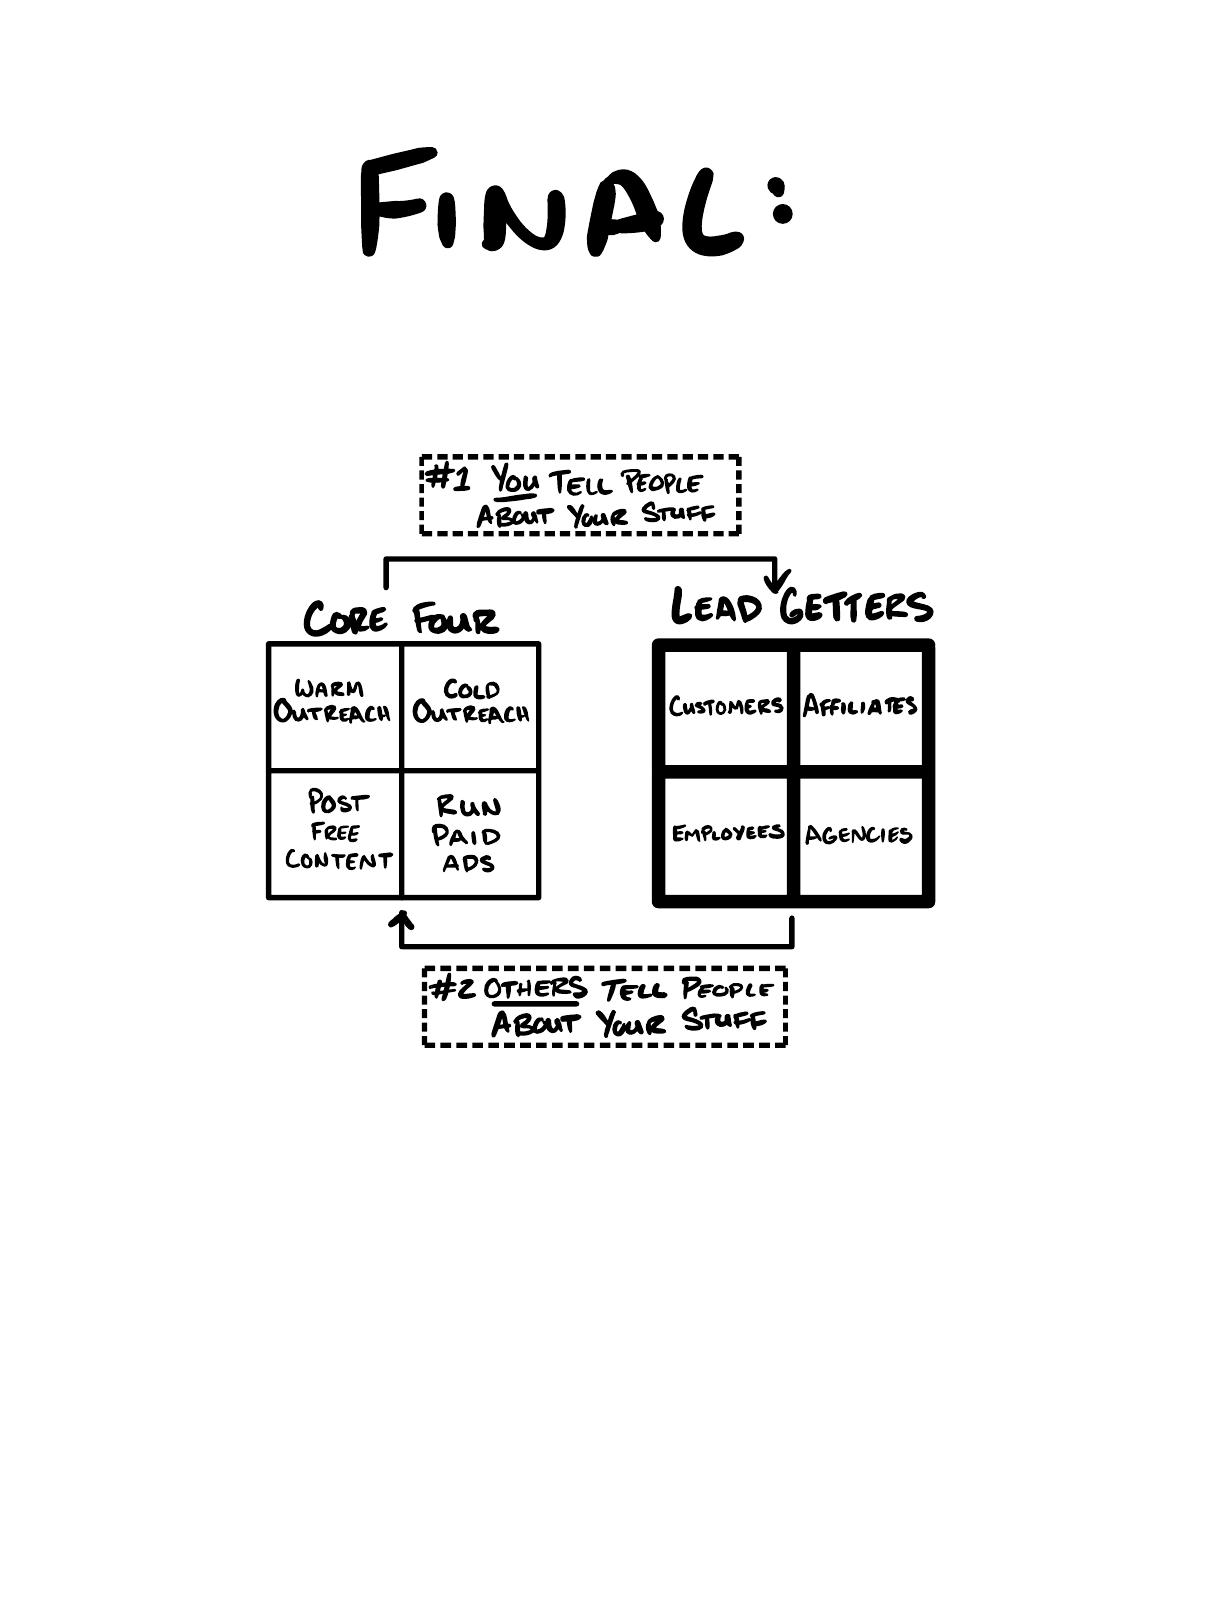 FINAL:
#1 YOU TELL PEOPLE
ABOUT YOUR STUFF
CORE FOUR
WARM
OUTREACH
COLD
OUTREACH
POST
FREE
CONTENT
RUN
PAID
ADS
LEAD GETTERS
CUSTOMERS
AFFILIATES
EMPLOYEES
AGENCIES
#2 OTHERS TELL PEOPLE
ABOUT YOUR STUFF